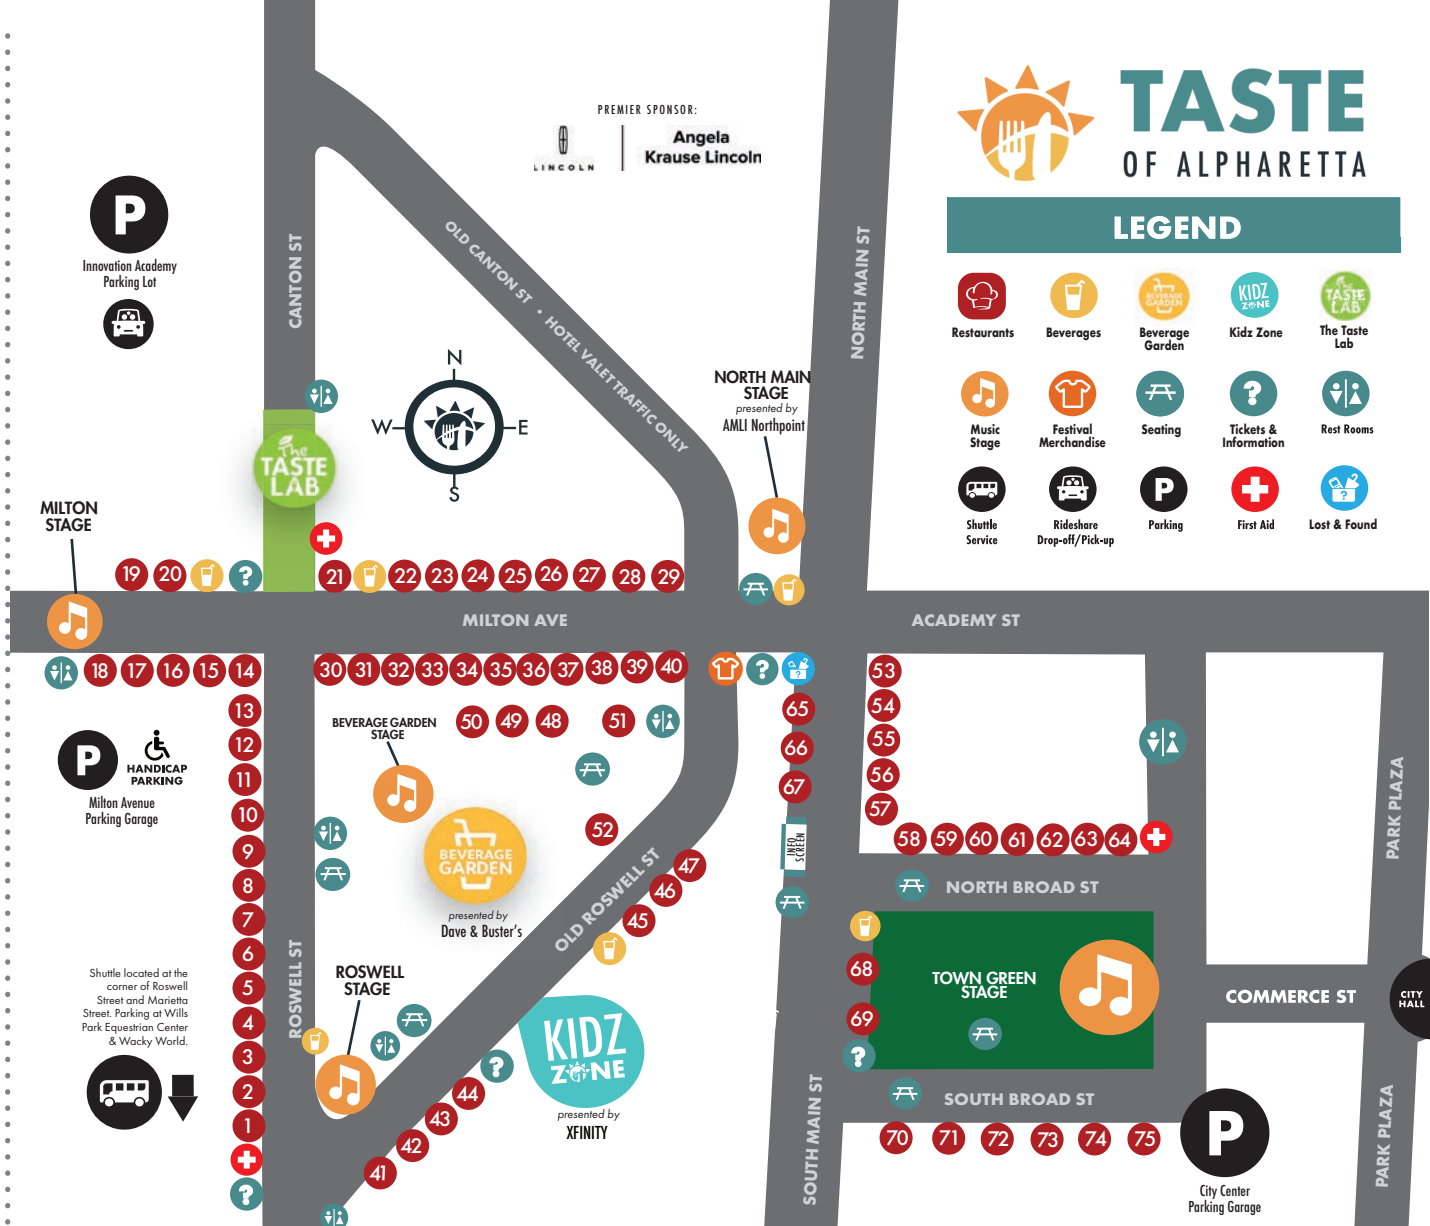 PREMIER SPONSOR:
LINCOLN
Angela
Krause Lincoln
TASTE
OF ALPHARETTA
LEGEND
KIDZ
ZONE
The
TASTE
LAB
BEVERAGE
GARDEN
Restaurants
Beverages
Beverage
Garden
Kidz Zone
The Taste
Lab
Music
Stage
Festival
Merchandise
Seating
?
Tickets &
Information
Rest Rooms
Shuttle
Service
Rideshare
Drop-off/Pick-up
P
Parking
First Aid
?
Lost & Found
P
Innovation Academy
Parking Lot
CANTON ST
OLD CANTON ST • HOTEL VALET TRAFFIC ONLY
NORTH MAIN ST
N
W
E
S
NORTH MAIN
STAGE
presented by
AMLI Northpoint
The
TASTE
LAB
MILTON
STAGE
19 20 ? 21 22 23 24 25 26 27 28 29
MILTON AVE
ACADEMY ST
18 17 16 15 14 30 31 32 33 34 35 36 37 38 39 40 ? ? 53
13
12
11
10
9
8
7
6
5
4
3
2
1
?
BEVERAGE GARDEN
STAGE
50 49 48 51
52
P
HANDICAP
PARKING
Milton Avenue
Parking Garage
BEVERAGE
GARDEN
presented by
Dave & Buster's
65
66
67
INFO
SCREEN
54
55
56
57
58 59 60 61 62 63 64
PARK PLAZA
NORTH BROAD ST
OLD ROSWELL ST
47
46
45
ROSWELL ST
ROSWELL
STAGE
Shuttle located at the
corner of Roswell
Street and Marietta
Street. Parking at Wills
Park Equestrian Center
& Wacky World.
KIDZ
ZONE
presented by
XFINITY
?
44
43
42
41
68
69
?
TOWN GREEN
STAGE
COMMERCE ST
CITY
HALL
SOUTH MAIN ST
SOUTH BROAD ST
70 71 72 73 74 75
P
City Center
Parking Garage
PARK PLAZA